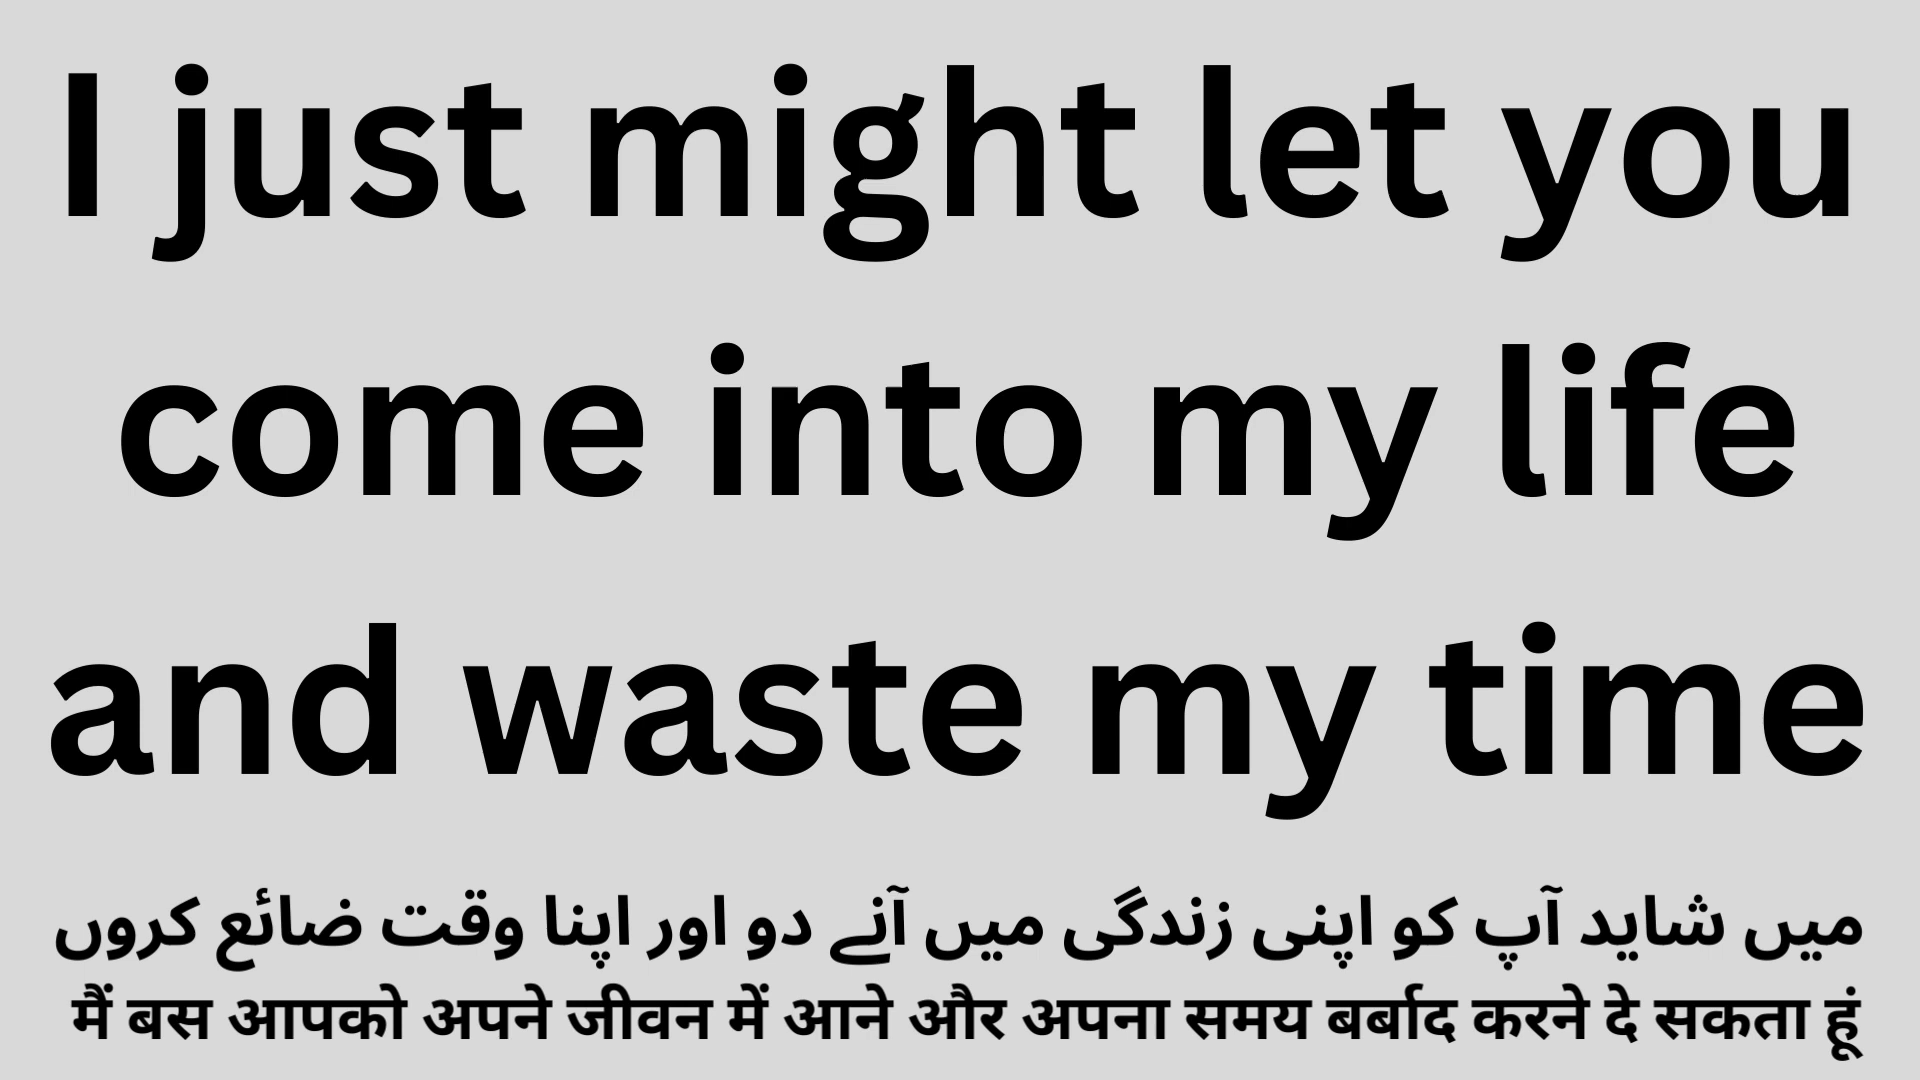 I just might let you
come into my life
and waste my time
میں شاید آپ کو اپنی زندگی میں آنے دو اور اپنا وقت ضائع کروں
मैं बस आपको अपने जीवन में आने और अपना समय बर्बाद करने दे सकता हूं